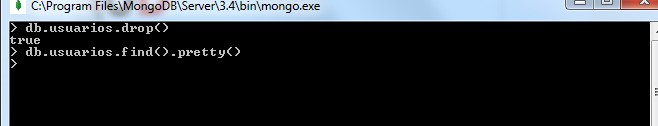 C:\Program Files\MongoDB\Server\3.4\bin\mongo.exe
> db.usuarios.drop()
true
> db.usuarios.find().pretty()
>